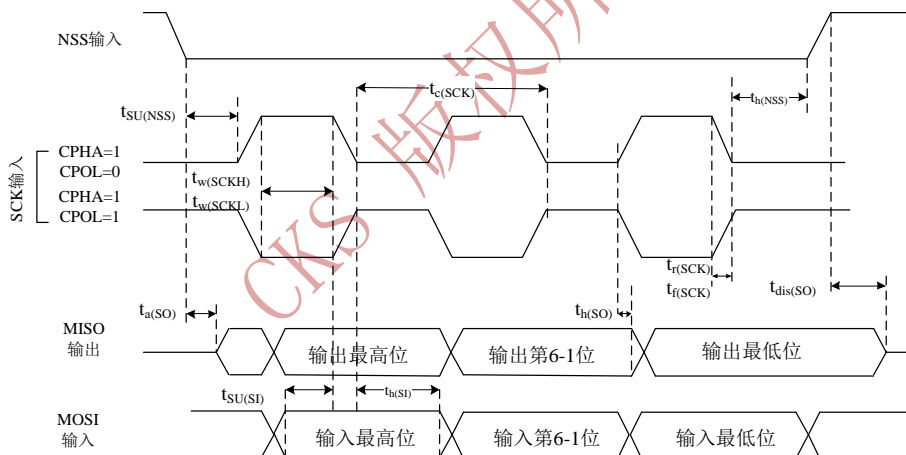 NSS输入
tc(SCK)
th(NSS)
tSU(NSS)
SCK输入
CPHA=1
CPOL=0
CPHA=1
CPOL=1
tw(SCKH)
tw(SCKL)
tr(SCK)
tf(SCK)
ta(SO)
th(SO)
tdis(SO)
MISO
输出
输出最高位
输出第6-1位
输出最低位
tSU(SI)
th(SI)
MOSI
输入
输入最高位
输入第6-1位
输入最低位
CKS 版权所